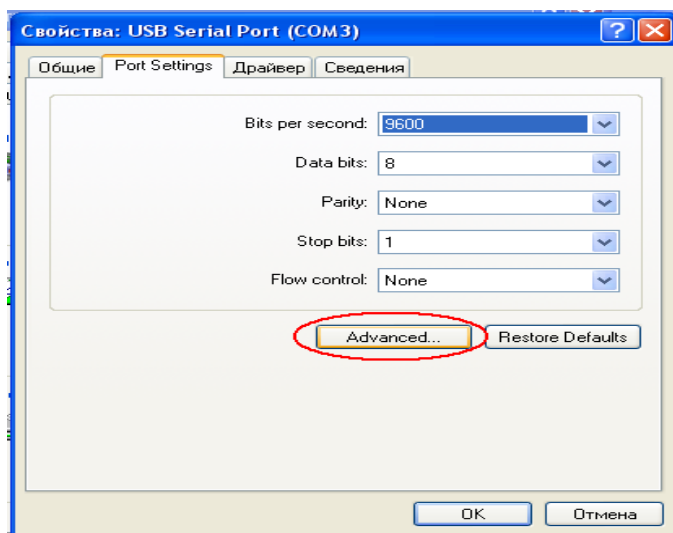 Свойства: USB Serial Port (COM3)
Общие Port Settings Драйвер Сведения
Bits per second: 9600
Data bits: 8
Parity: None
Stop bits: 1
Flow control: None
Advanced... Restore Defaults
OK Отмена